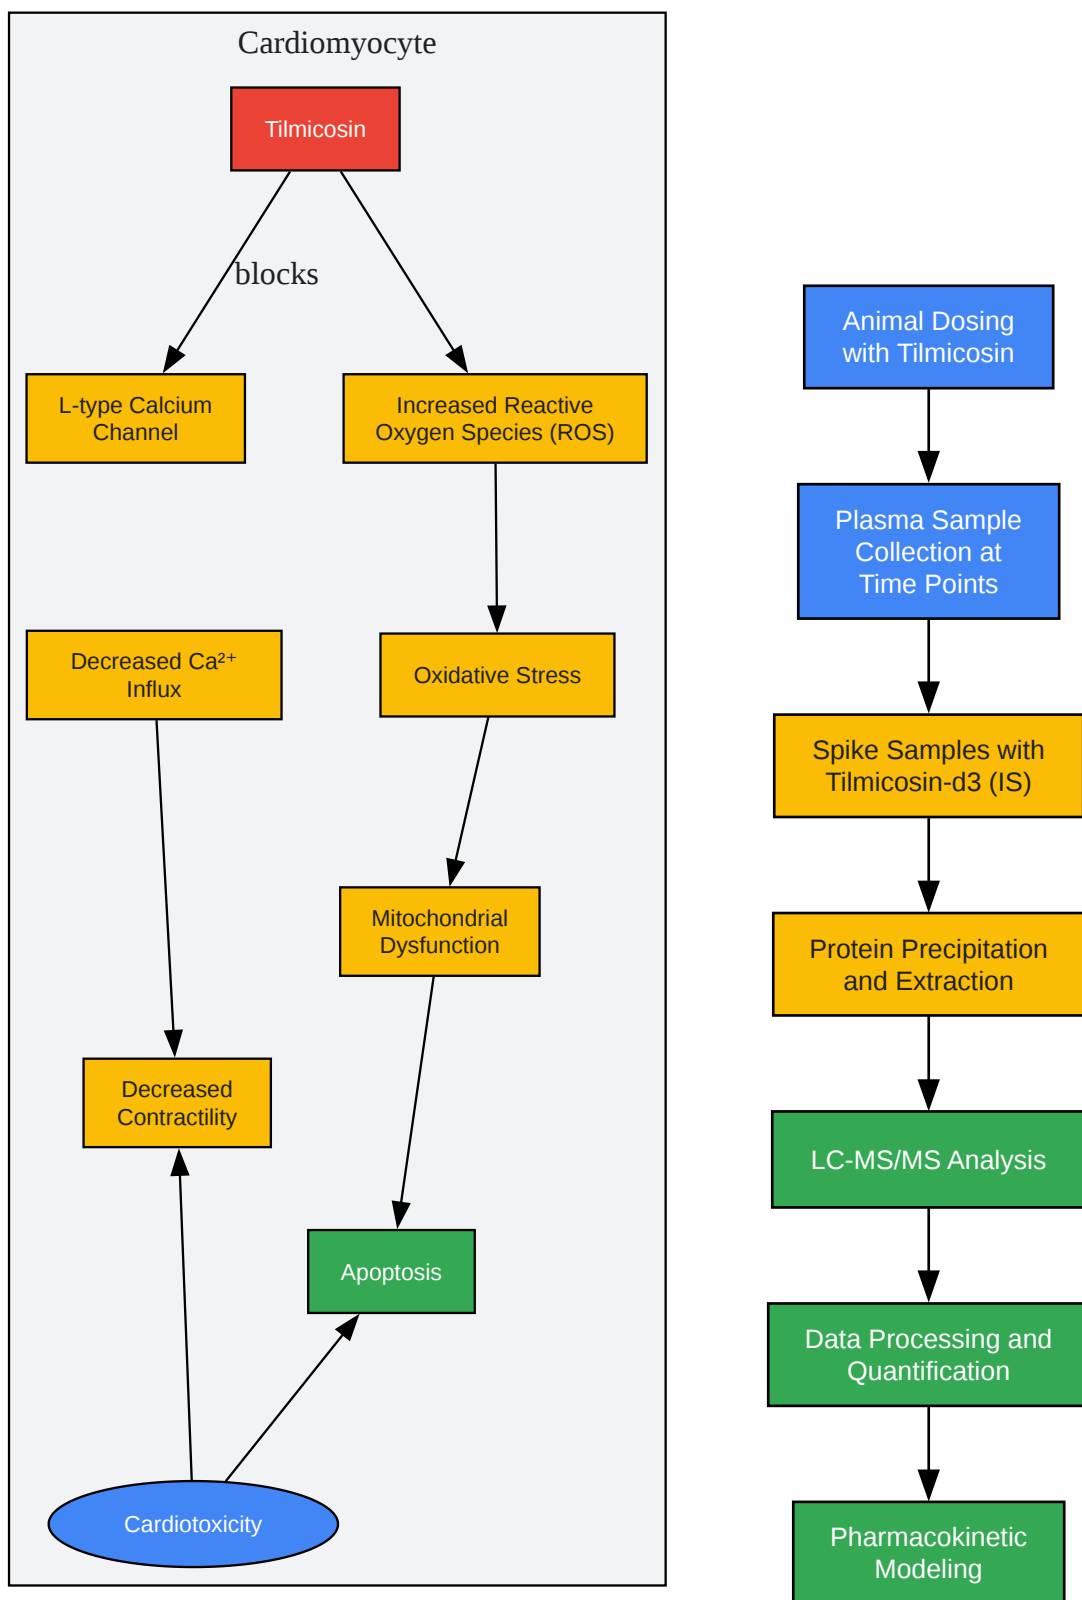 Cardiomyocyte
Tilmicosin
blocks
L-type Calcium
Channel
Increased Reactive
Oxygen Species (ROS)
Decreased Ca²⁺
Influx
Oxidative Stress
Mitochondrial
Dysfunction
Decreased
Contractility
Apoptosis
Cardiotoxicity
Animal Dosing
with Tilmicosin
Plasma Sample
Collection at
Time Points
Spike Samples with
Tilmicosin-d3 (IS)
Protein Precipitation
and Extraction
LC-MS/MS Analysis
Data Processing and
Quantification
Pharmacokinetic
Modeling